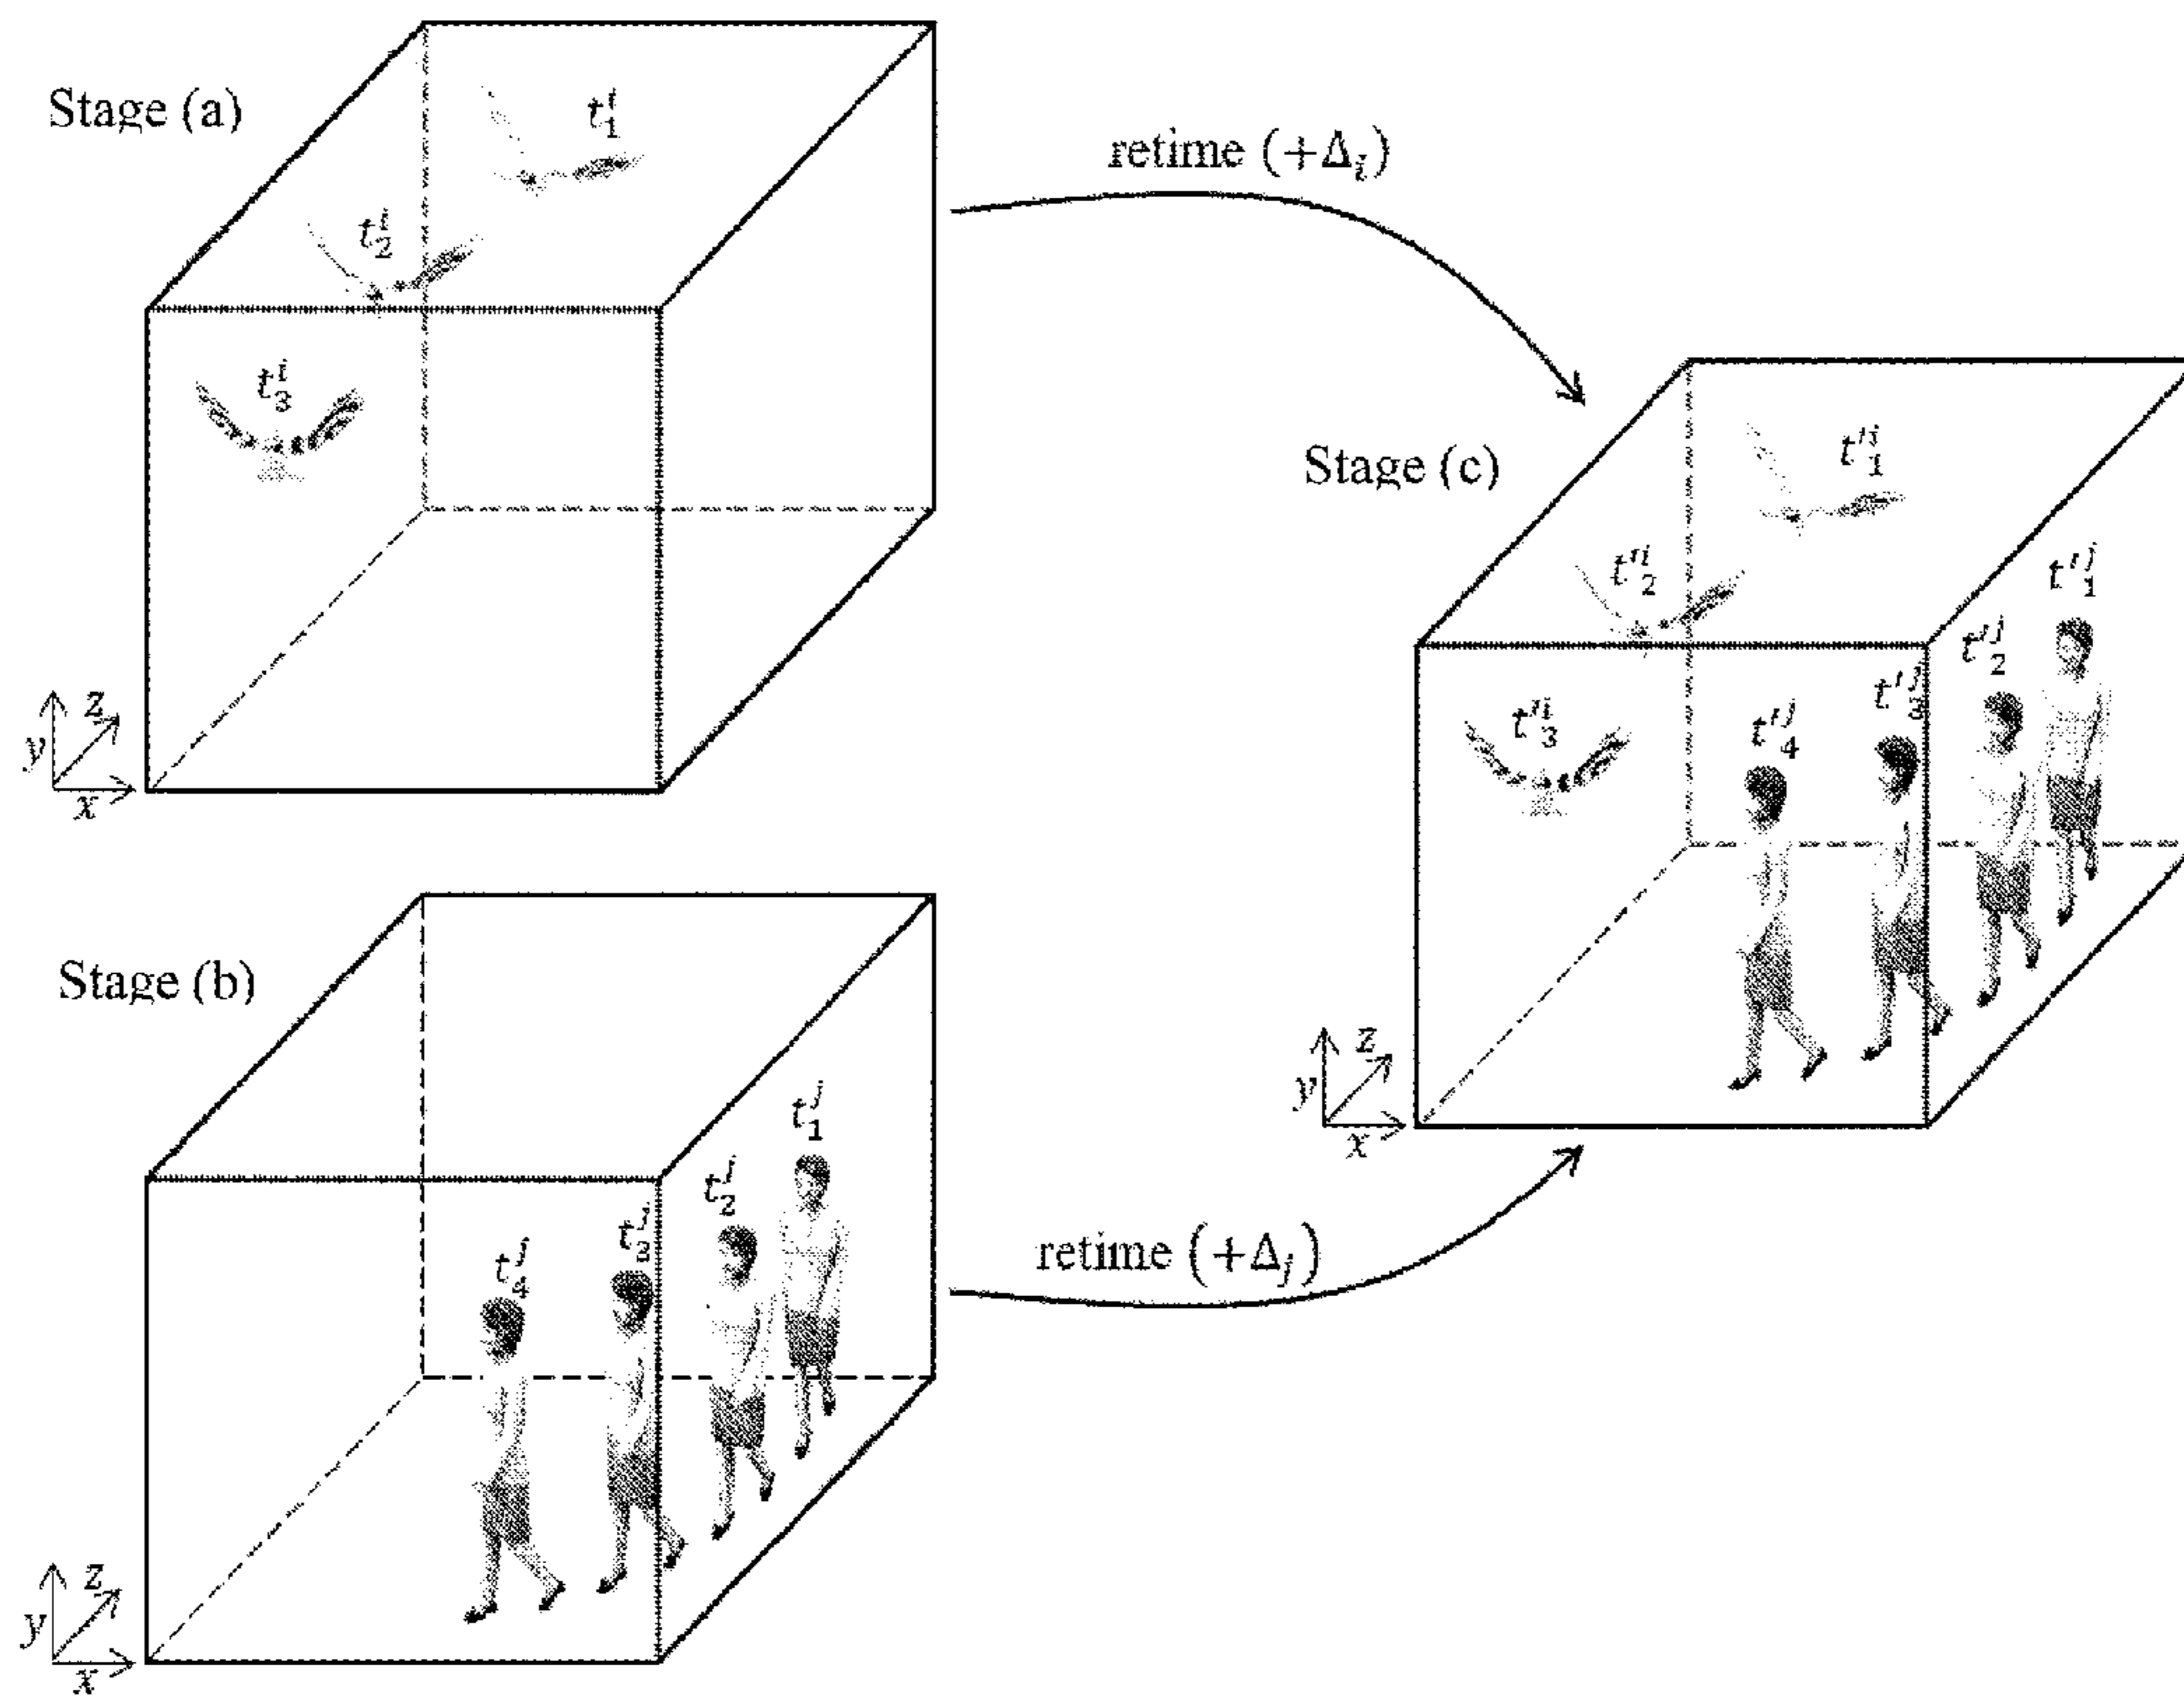 Stage (a)
t₁ⁱ
t₂ⁱ
t₃ⁱ
y
z
x
retime (+Δᵢ)
Stage (b)
t₁ʲ
t₂ʲ
t₃ʲ
t₄ʲ
y
z
x
retime (+Δⱼ)
Stage (c)
t′₁ⁱ
t′₂ⁱ
t′₃ⁱ
t′₁ʲ
t′₂ʲ
t′₃ʲ
t′₄ʲ
y
z
x